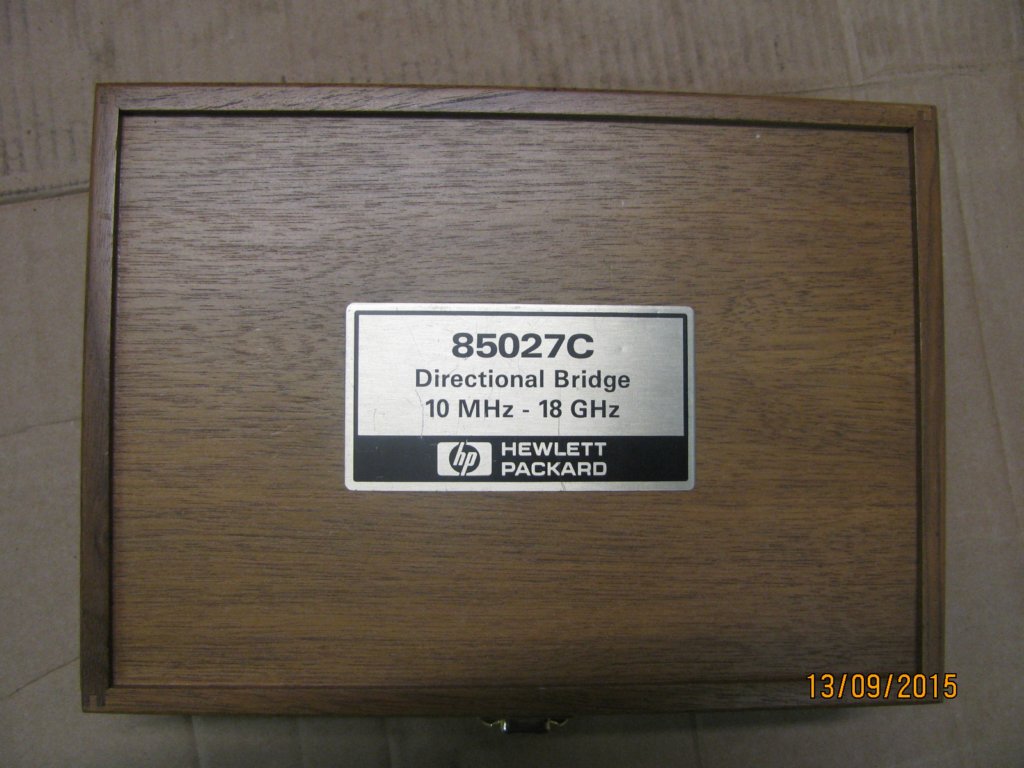 85027C
Directional Bridge
10 MHz - 18 GHz
hp HEWLETT
PACKARD
13/09/2015